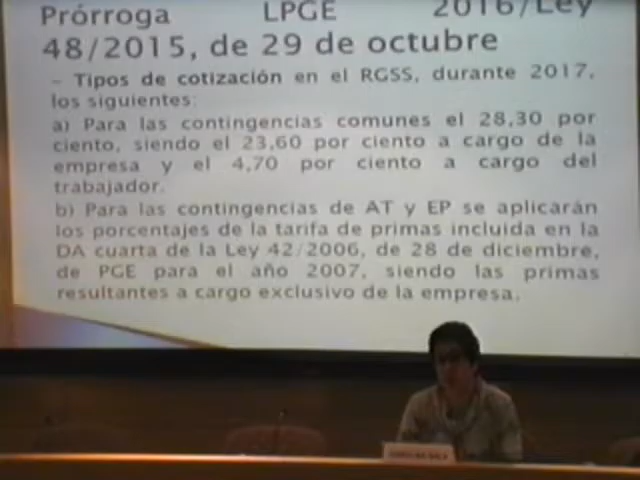 Prórroga LPGE 2016/Ley
48/2015, de 29 de octubre
- Tipos de cotización en el RGSS, durante 2017,
los siguientes:
a) Para las contingencias comunes el 28,30 por
ciento, siendo el 23,60 por ciento a cargo de la
empresa y el 4,70 por ciento a cargo del
trabajador.
b) Para las contingencias de AT y EP se aplicarán
los porcentajes de la tarifa de primas incluida en la
DA cuarta de la Ley 42/2006, de 28 de diciembre,
de PGE para el año 2007, siendo las primas
resultantes a cargo exclusivo de la empresa.